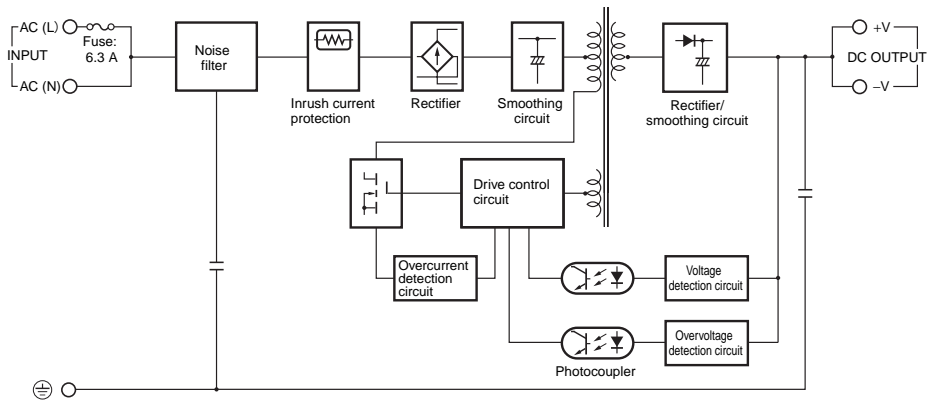 AC (L)
Fuse:
6.3 A
INPUT
AC (N)
Noise
filter
Inrush current
protection
Rectifier
Smoothing
circuit
Rectifier/
smoothing circuit
+V
DC OUTPUT
–V
Drive control
circuit
Overcurrent
detection
circuit
Voltage
detection circuit
Overvoltage
detection circuit
Photocoupler